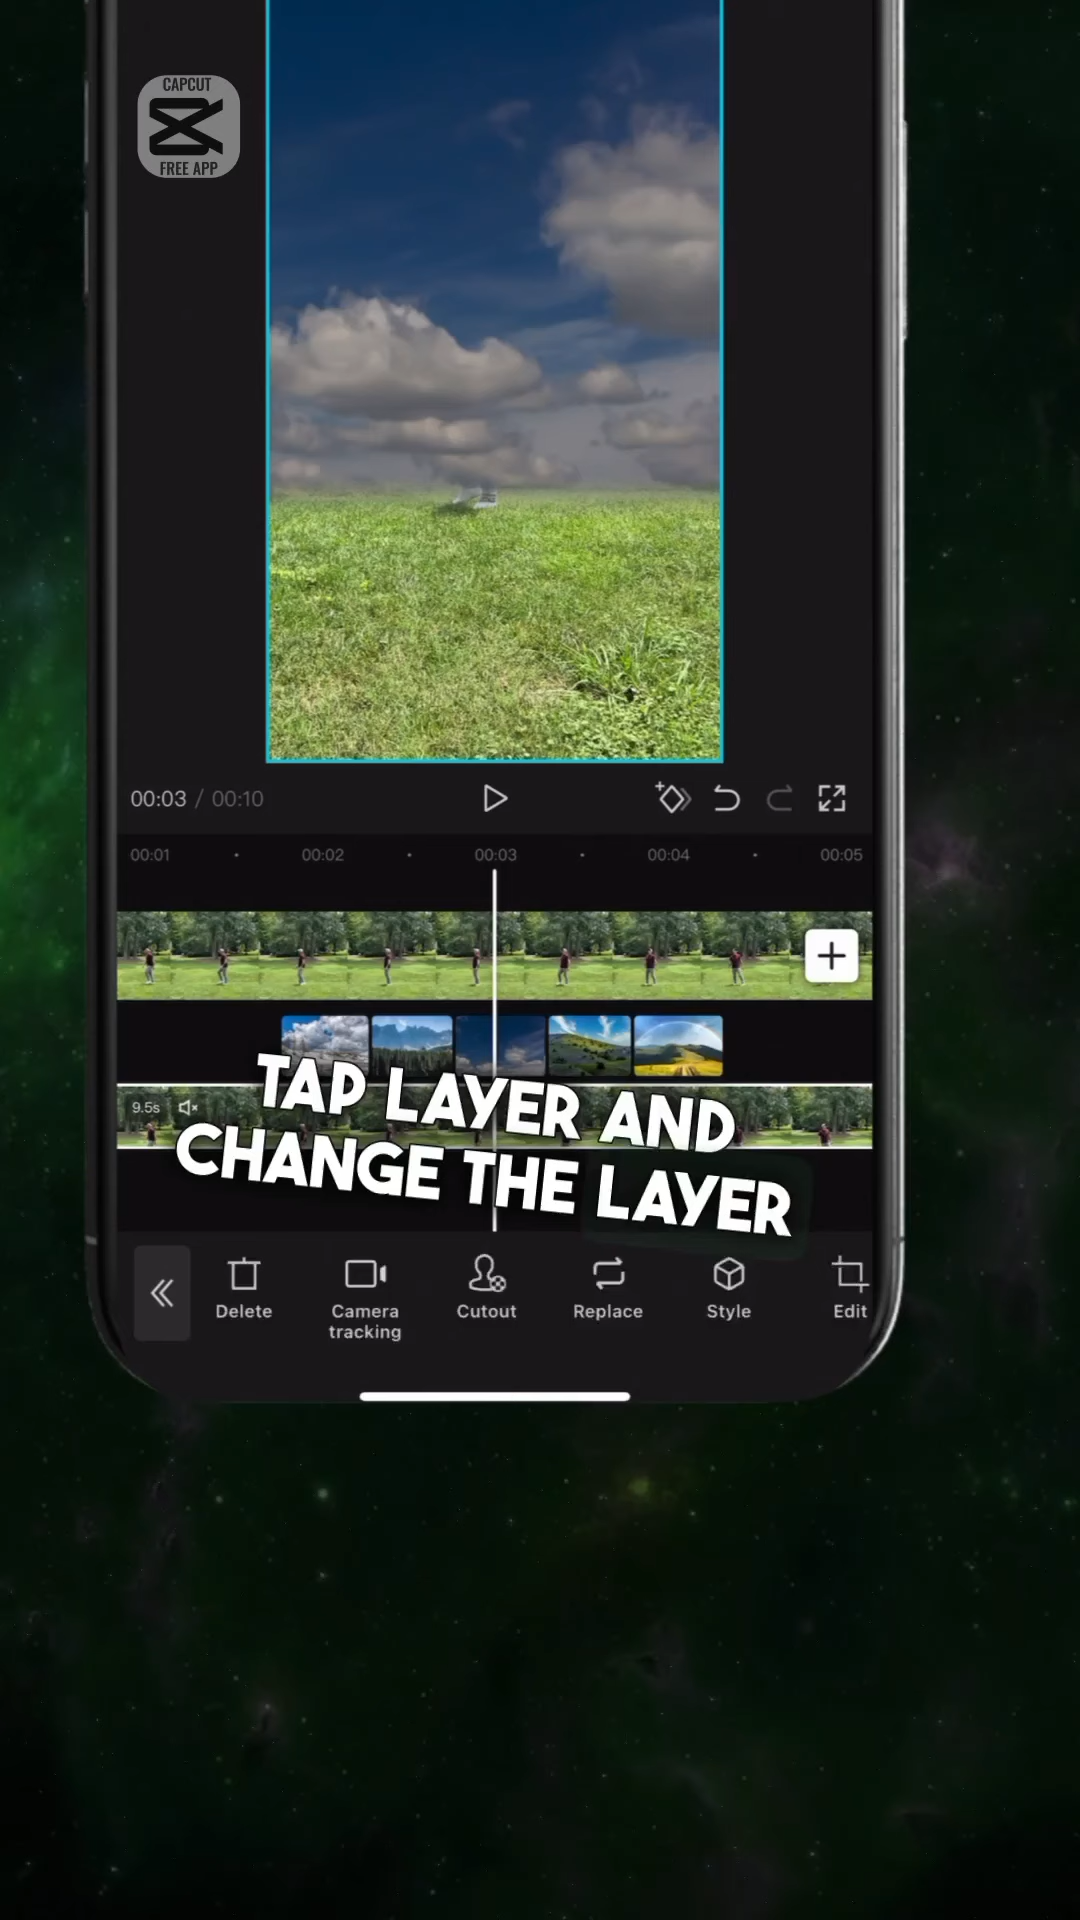 CAPCUT
FREE APP
00:03 / 00:10
00:01 00:02 00:03 00:04 00:05
9.5s
TAP LAYER AND
CHANGE THE LAYER
Delete Camera tracking Cutout Replace Style Edit